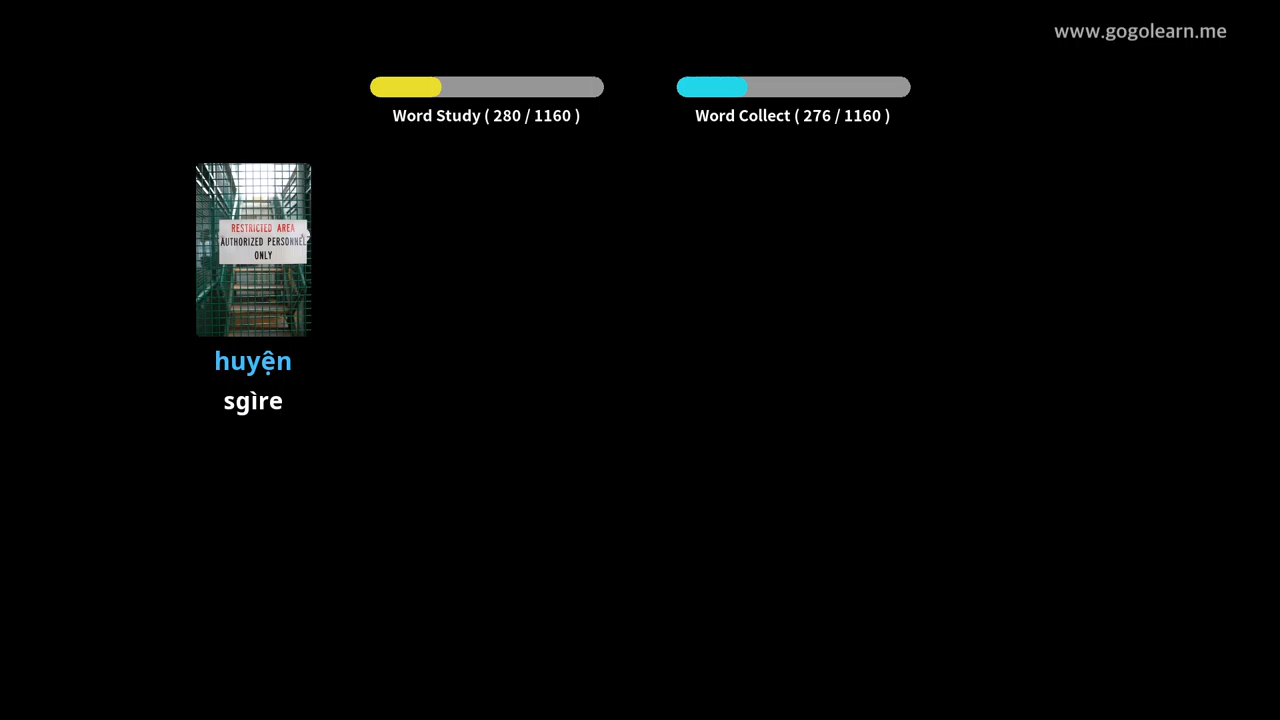 www.gogolearn.me
Word Study ( 280 / 1160 )
Word Collect ( 276 / 1160 )
RESTRICTED AREA
AUTHORIZED PERSONNEL
ONLY
huyện
sgìre